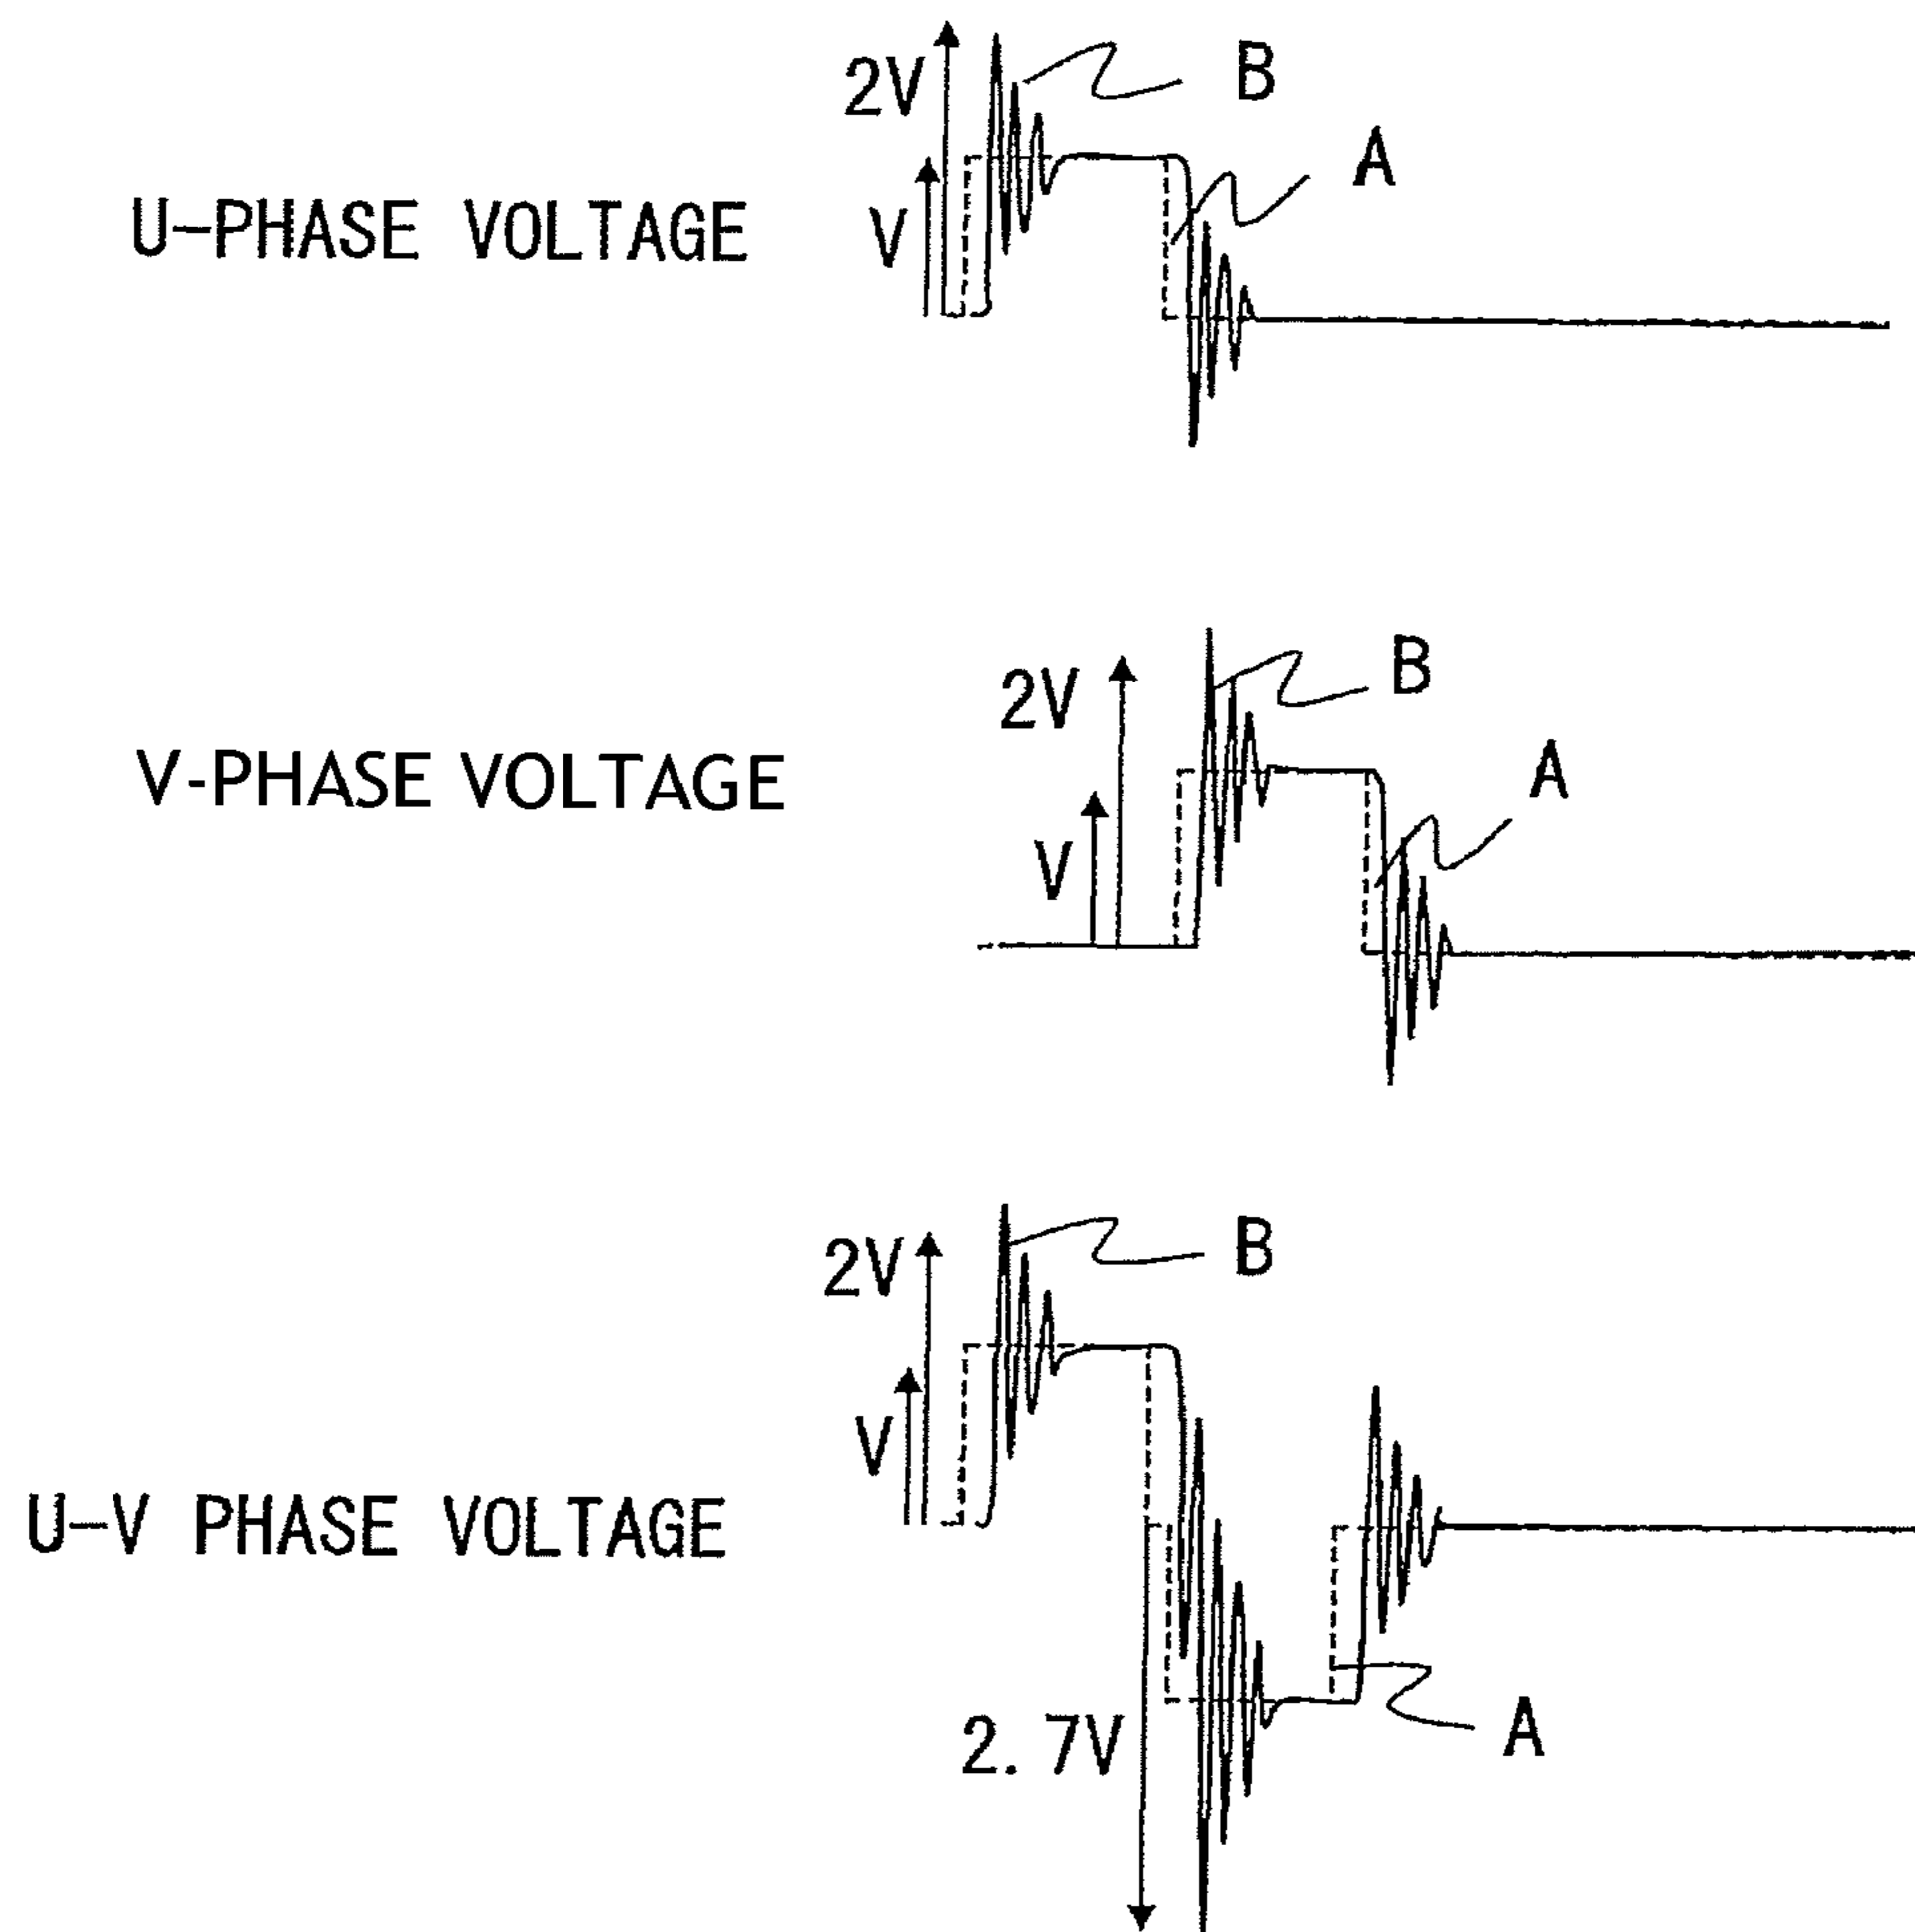 2V
B
A
U-PHASE VOLTAGE
V
2V
B
V-PHASE VOLTAGE
A
V
2V
B
V
U-V PHASE VOLTAGE
2.7V
A